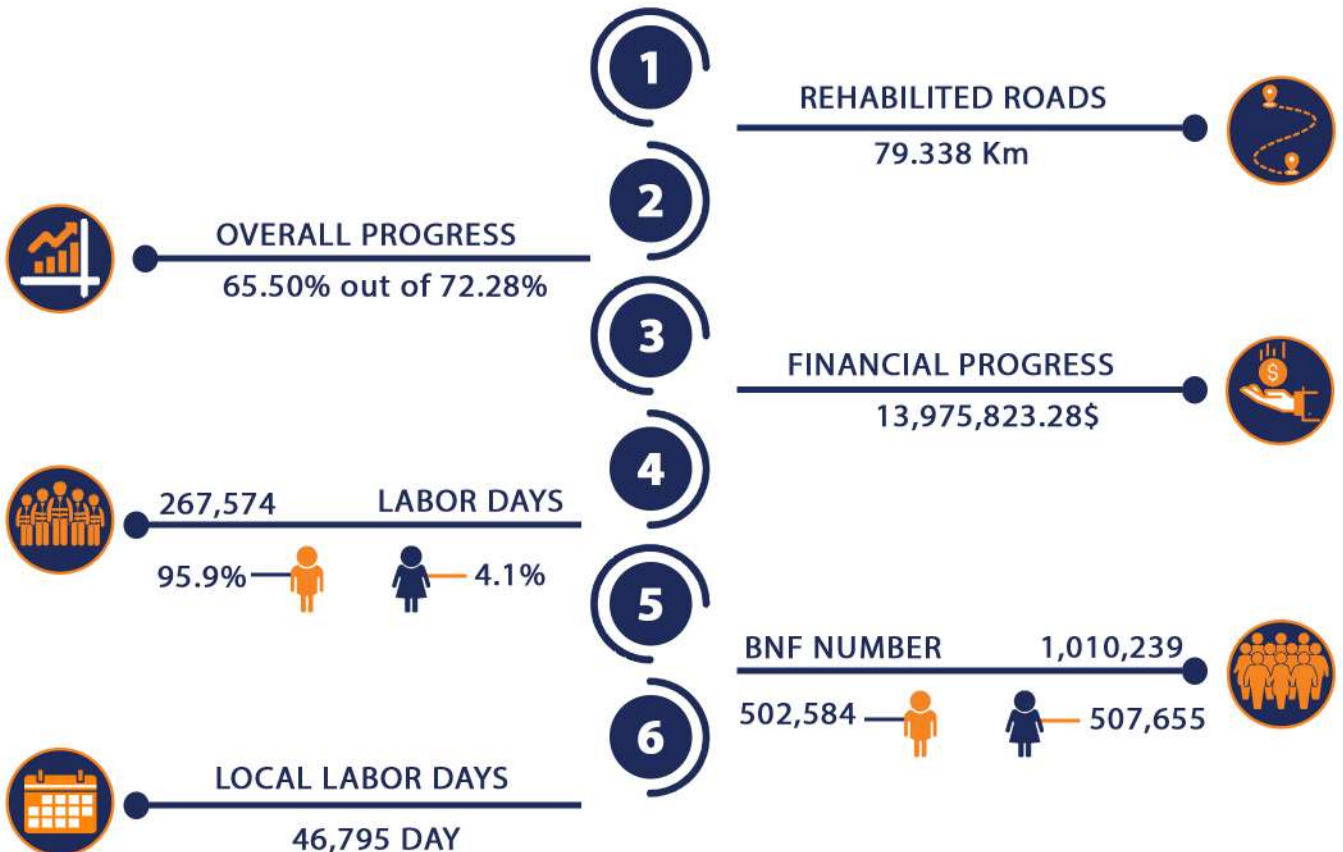 1
REHABILITED ROADS
79.338 Km
2
OVERALL PROGRESS
65.50% out of 72.28%
3
FINANCIAL PROGRESS
13,975,823.28$
4
267,574 LABOR DAYS
95.9% 4.1%
5
BNF NUMBER 1,010,239
502,584 507,655
6
LOCAL LABOR DAYS
46,795 DAY